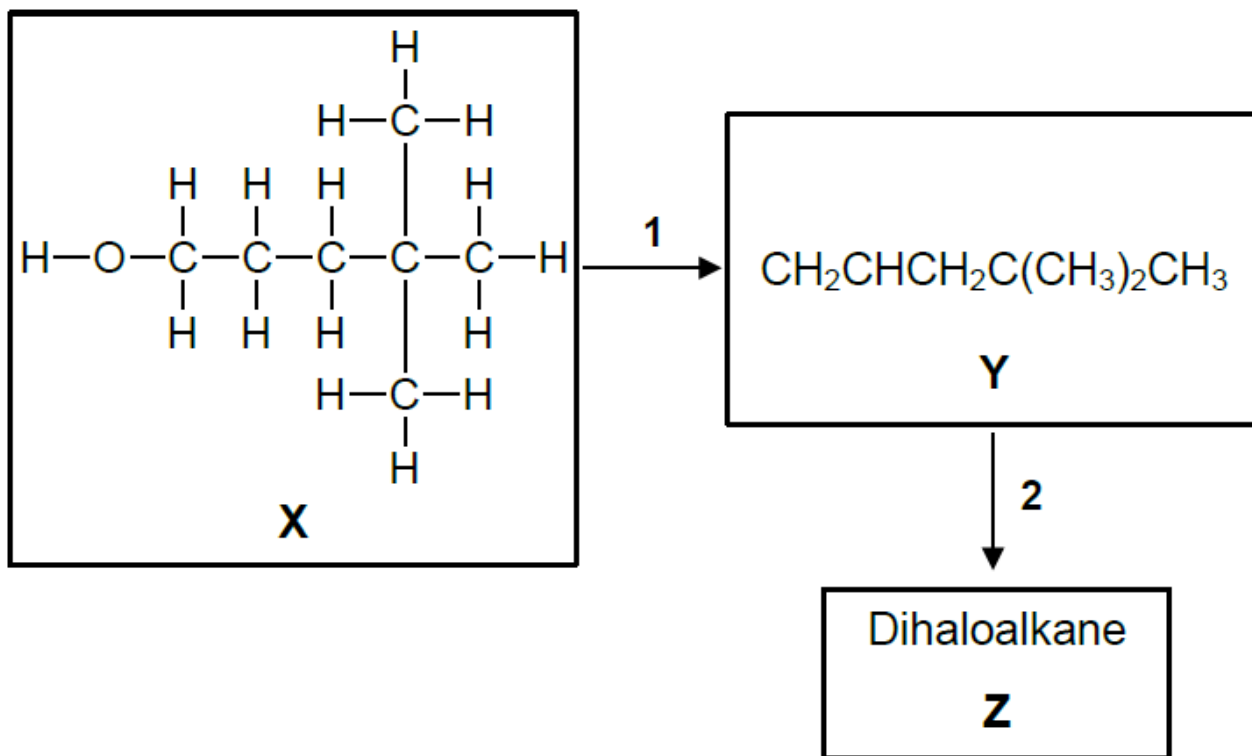 H
H—C—H
H H H H
H—O—C—C—C—C—C—H
H H H H
H—C—H
H
X
1
CH₂CHCH₂C(CH₃)₂CH₃
Y
2
Dihaloalkane
Z